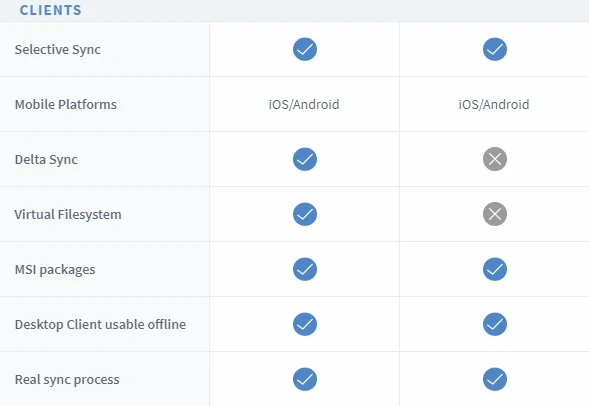 CLIENTS
Selective Sync
Mobile Platforms iOS/Android iOS/Android
Delta Sync
Virtual Filesystem
MSI packages
Desktop Client usable offline
Real sync process